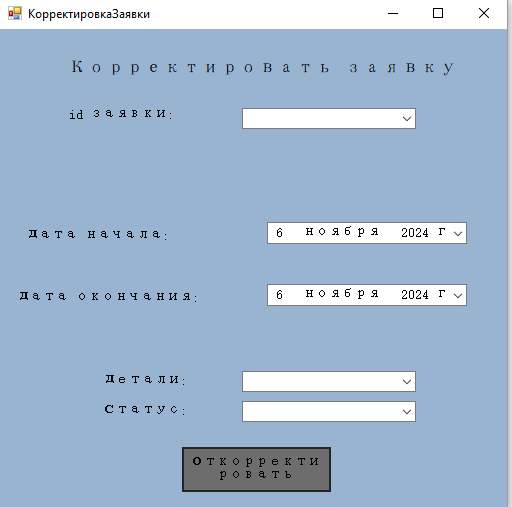 КорректировкаЗаявки
Корректировать заявку
id заявки:
Дата начала:
6 ноября 2024 г
Дата окончания:
6 ноября 2024 г
Детали:
Статус:
Откорректи
ровать